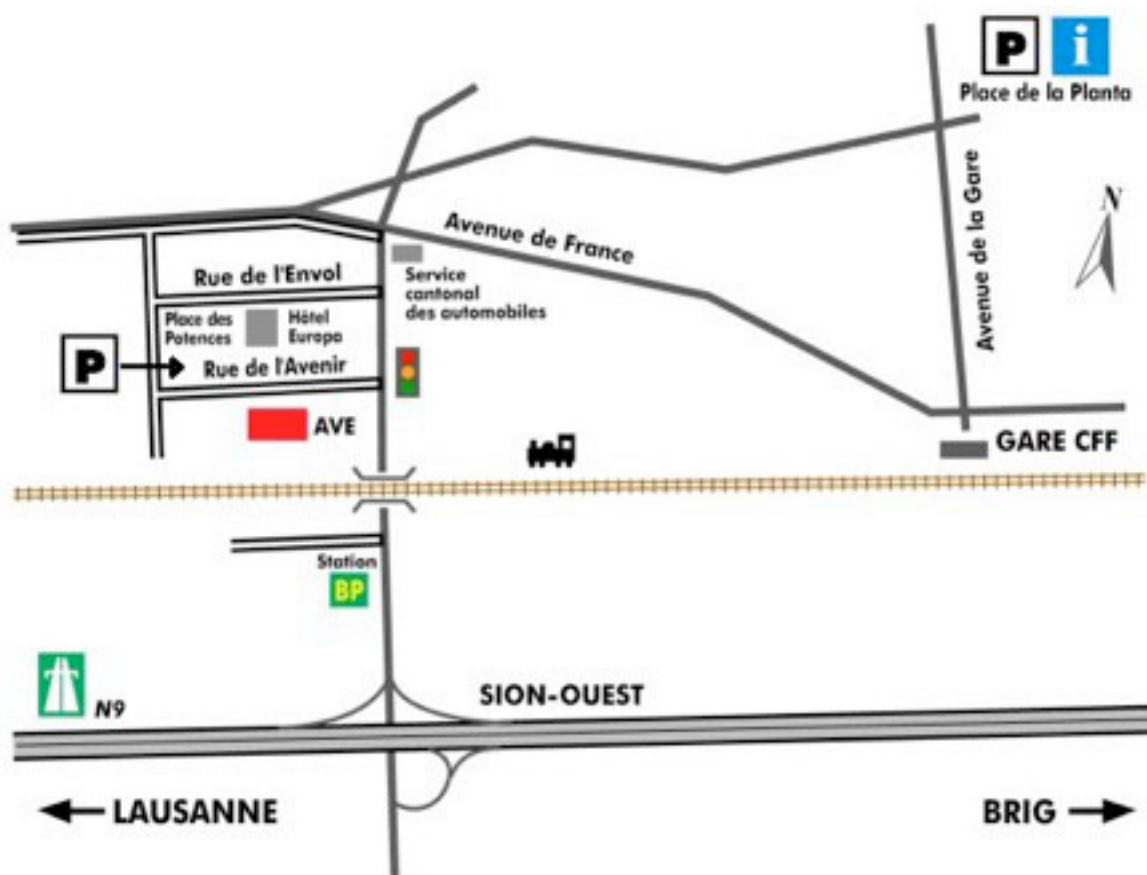 P i
Place de la Planta
N
Avenue de la Gare
Avenue de France
Rue de l'Envol
Service
cantonal
des automobiles
Place des
Potences
Hôtel
Europa
P
Rue de l'Avenir
AVE
GARE CFF
Station
BP
N9
SION-OUEST
LAUSANNE
BRIG